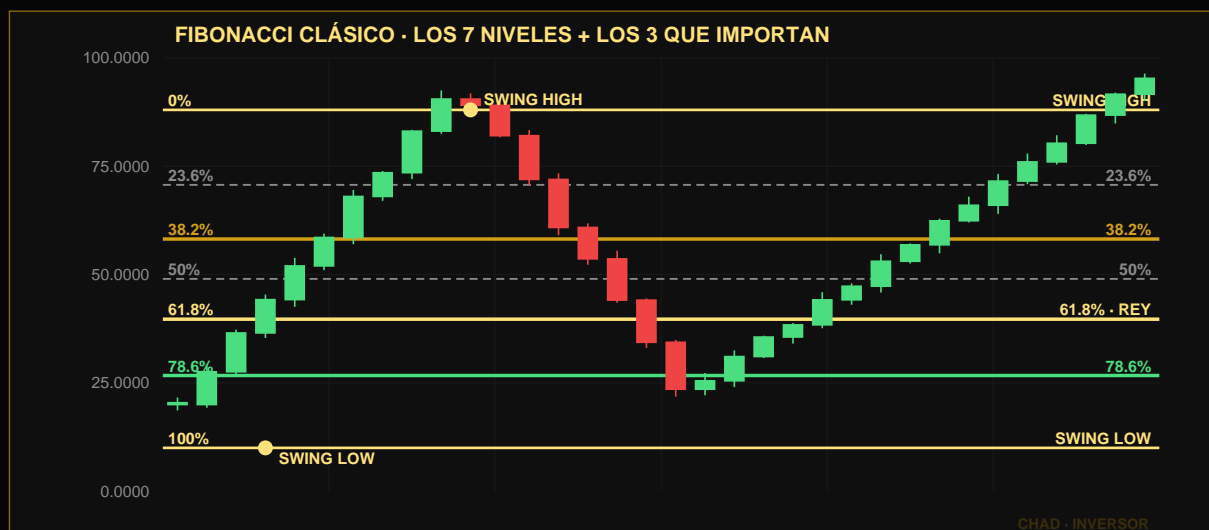 FIBONACCI CLÁSICO · LOS 7 NIVELES + LOS 3 QUE IMPORTAN
100.0000
0%
SWING HIGH
SWING HIGH
75.0000
23.6%
23.6%
38.2%
38.2%
50.0000
50%
50%
61.8%
61.8% · REY
78.6%
78.6%
25.0000
100%
SWING LOW
SWING LOW
0.0000
CHAD · INVERSOR